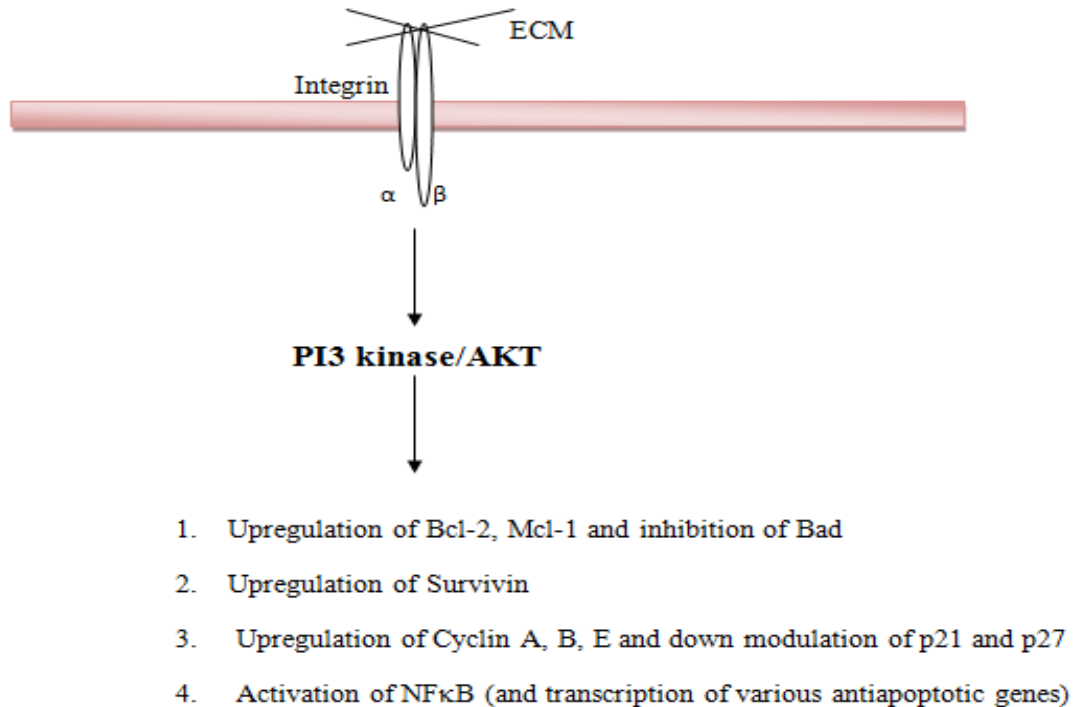 ECM
Integrin
α β
PI3 kinase/AKT
1. Upregulation of Bcl-2, Mcl-1 and inhibition of Bad
2. Upregulation of Survivin
3. Upregulation of Cyclin A, B, E and down modulation of p21 and p27
4. Activation of NFκB (and transcription of various antiapoptotic genes)